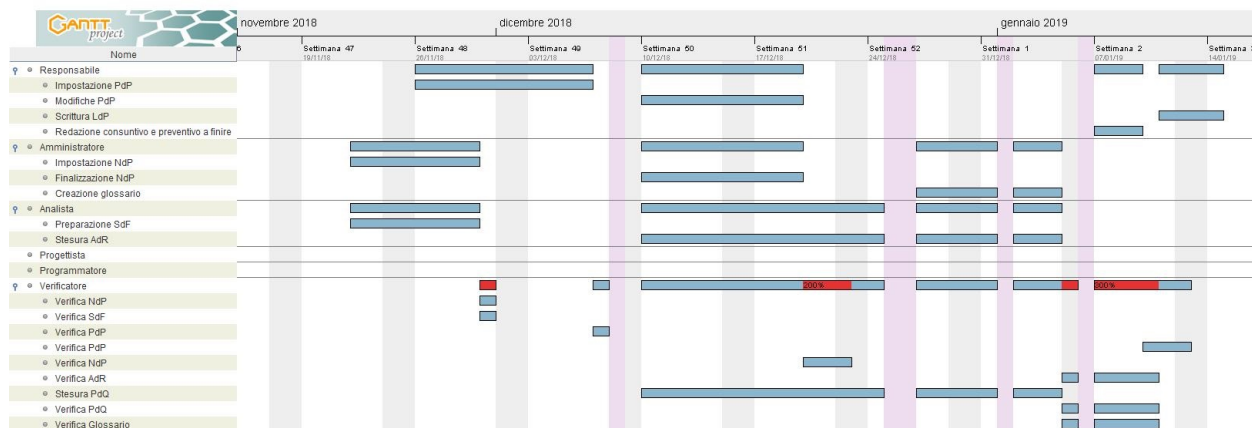 GANTT
project
Nome
novembre 2018
dicembre 2018
gennaio 2019
6
Settimana 47
Settimana 48
Settimana 49
Settimana 50
Settimana 51
Settimana 52
Settimana 1
Settimana 2
Settimana
19/11/18
26/11/18
03/12/18
10/12/18
17/12/18
24/12/18
31/12/18
07/01/19
14/01/19
Responsabile
Impostazione PdP
Modifiche PdP
Scrittura LdP
Redazione consuntivo e preventivo a finire
Amministratore
Impostazione NdP
Finalizzazione NdP
Creazione glossario
Analista
Preparazione SdF
Stesura AdR
Progettista
Programmatore
Verificatore
200%
Verifica NdP
Verifica SdF
Verifica PdP
Verifica PdP
Verifica NdP
Verifica AdR
Stesura PdQ
Verifica PdQ
Verifica Glossario